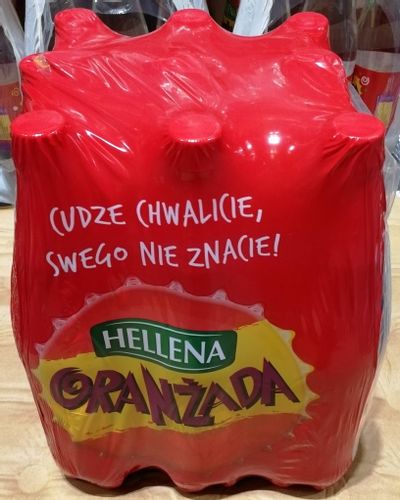 CUDZE CHWALICIE,
SWEGO NIE ZNACIE!
HELLENA
ORANŻADA